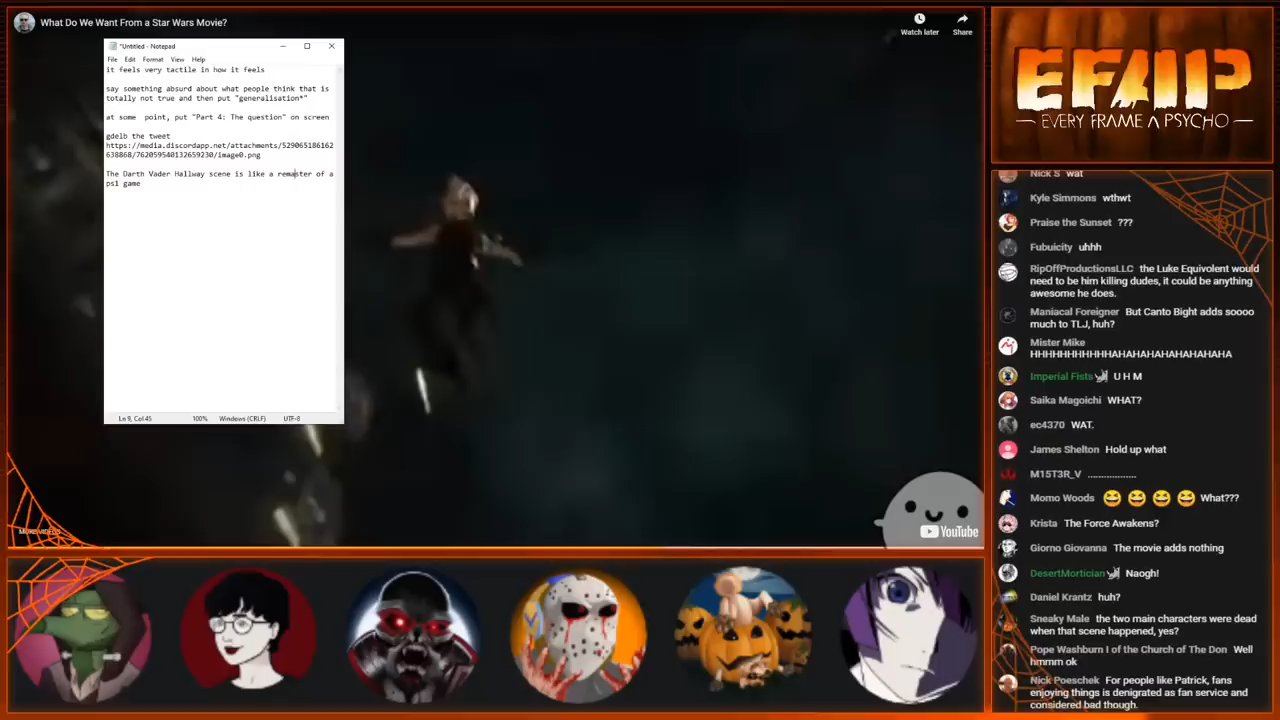 What Do We Want From a Star Wars Movie?
Watch later
Share
*Untitled - Notepad
File Edit Format View Help
it feels very tactile in how it feels
say something absurd about what people think that is
totally not true and then put "generalisation*"
at some point, put "Part 4: The question" on screen
gdelb the tweet
https://media.discordapp.net/attachments/529065186162
638868/762059540132659230/image0.png
The Darth Vader Hallway scene is like a remaster of a
ps1 game
Ln 9, Col 45 100% Windows (CRLF) UTF-8
MORE VIDEOS
YouTube
EFAP
EVERY FRAME A PSYCHO
Nick S wat
Kyle Simmons wthwt
Praise the Sunset ???
Fubuicity uhhh
RipOffProductionsLLC the Luke Equivolent would
need to be him killing dudes, it could be anything
awesome he does.
Maniacal Foreigner But Canto Bight adds soooo
much to TLJ, huh?
Mister Mike
HHHHHHHHHHHAHAHAHAHAHAHAHA
Imperial Fists U H M
Saika Magoichi WHAT?
ec4370 WAT.
James Shelton Hold up what
M15T3R_V ..................
Momo Woods What???
Krista The Force Awakens?
Giorno Giovanna The movie adds nothing
DesertMortician Naogh!
Daniel Krantz huh?
Sneaky Male the two main characters were dead
when that scene happened, yes?
Pope Washburn I of the Church of The Don Well
hmmm ok
Nick Poeschek For people like Patrick, fans
enjoying things is denigrated as fan service and
considered bad though.